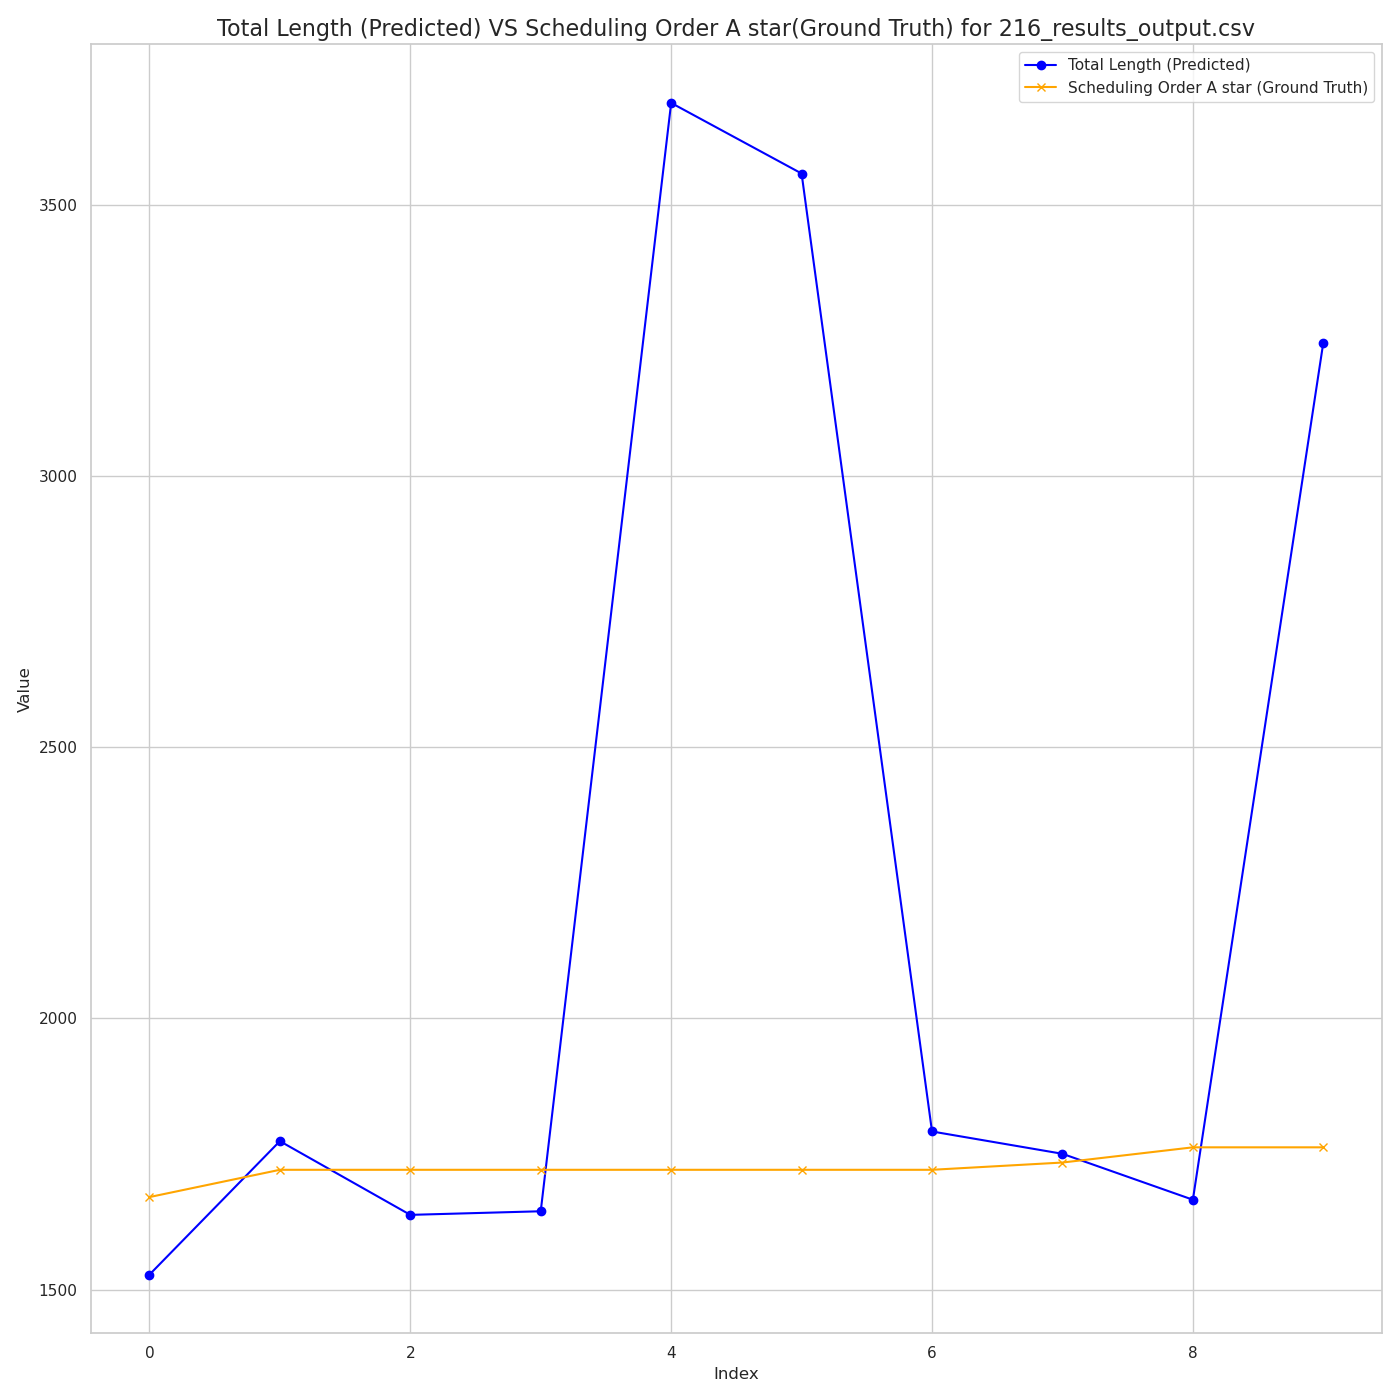 Total Length (Predicted) VS Scheduling Order A star(Ground Truth) for 216_results_output.csv
Total Length (Predicted)
Scheduling Order A star (Ground Truth)
3500
3000
2500
2000
1500
Value
0 2 4 6 8
Index